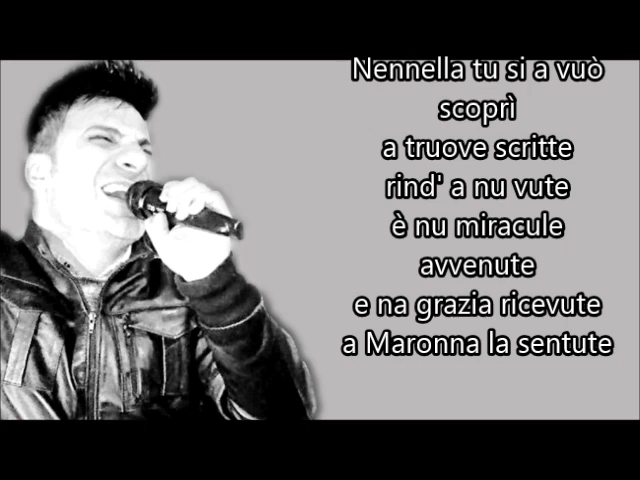 Nennella tu si a vuò
scoprì
a truove scritte
rind' a nu vute
è nu miracule
avvenute
e na grazia ricevute
a Maronna la sentute